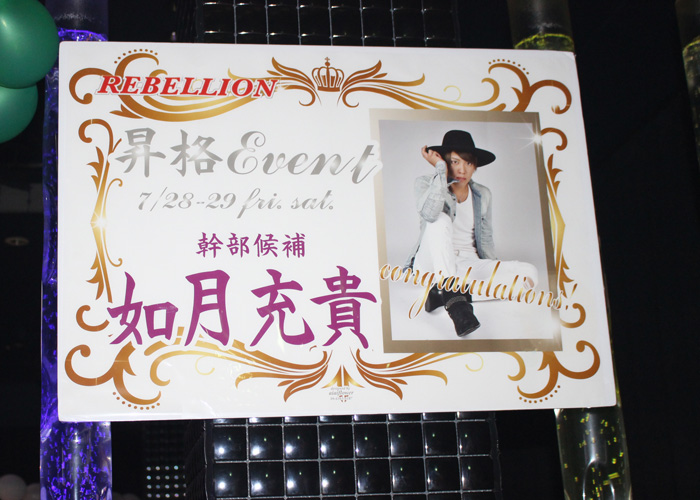 REBELLION
昇格Event
7/28-29 fri. sat.
幹部候補
如月充貴
congratulations!